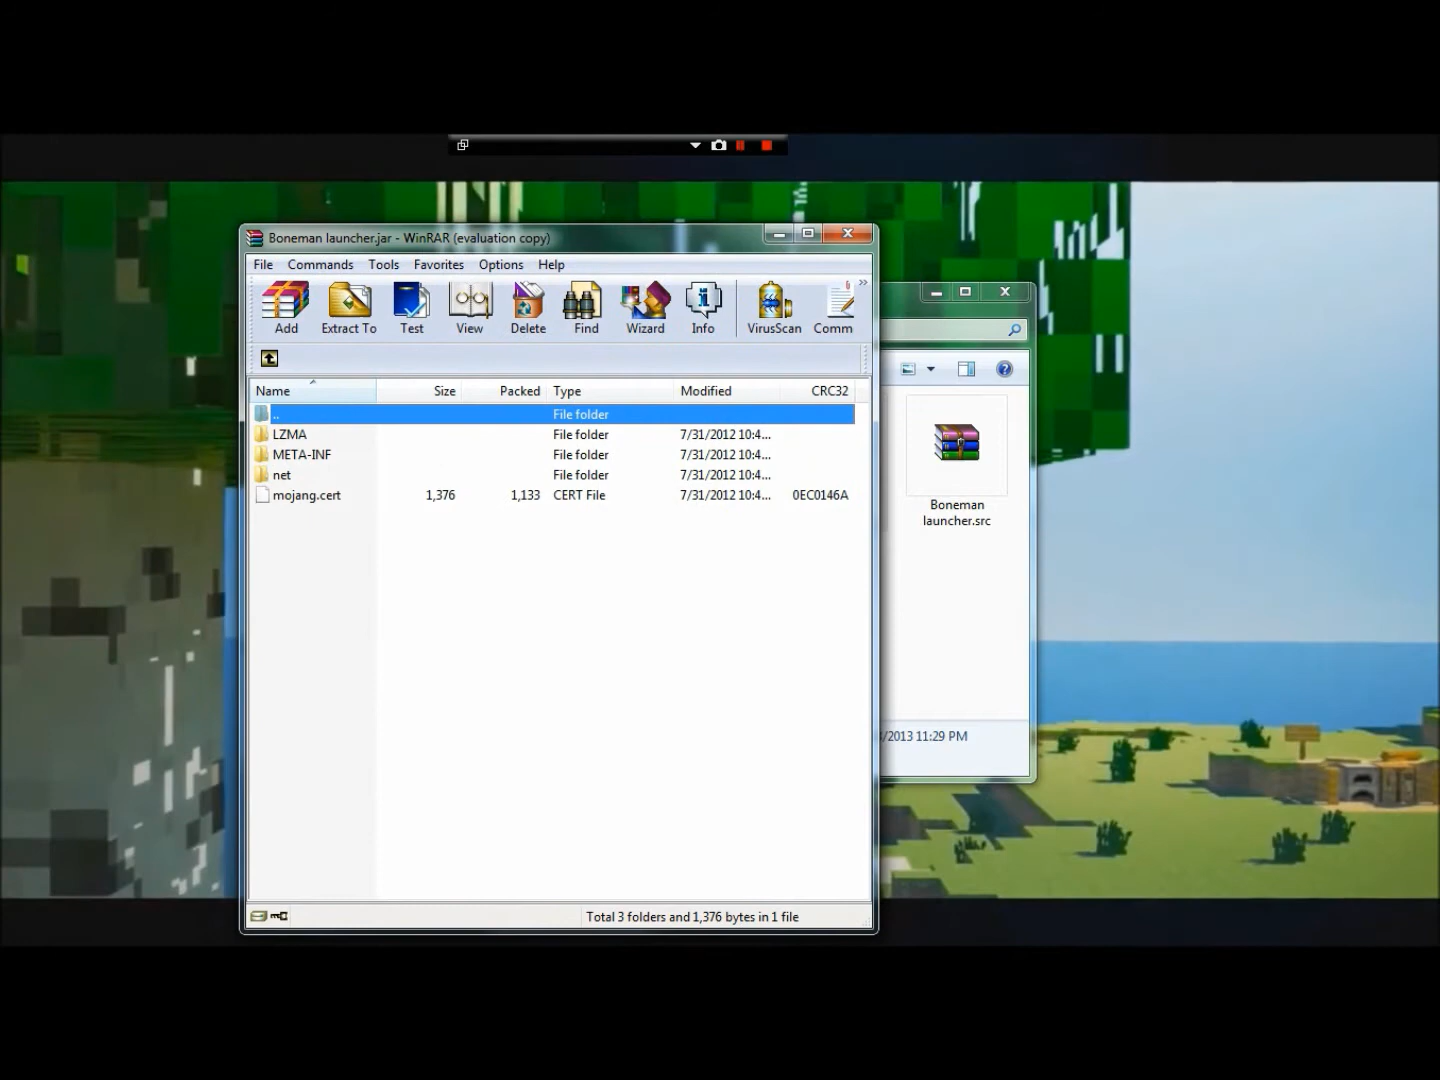 Boneman launcher.jar - WinRAR (evaluation copy)
File Commands Tools Favorites Options Help
Add Extract To Test View Delete Find Wizard Info VirusScan Comm
Name Size Packed Type Modified CRC32
.. File folder
LZMA File folder 7/31/2012 10:4...
META-INF File folder 7/31/2012 10:4...
net File folder 7/31/2012 10:4...
mojang.cert 1,376 1,133 CERT File 7/31/2012 10:4... 0EC0146A
Boneman
launcher.src
/2013 11:29 PM
Total 3 folders and 1,376 bytes in 1 file